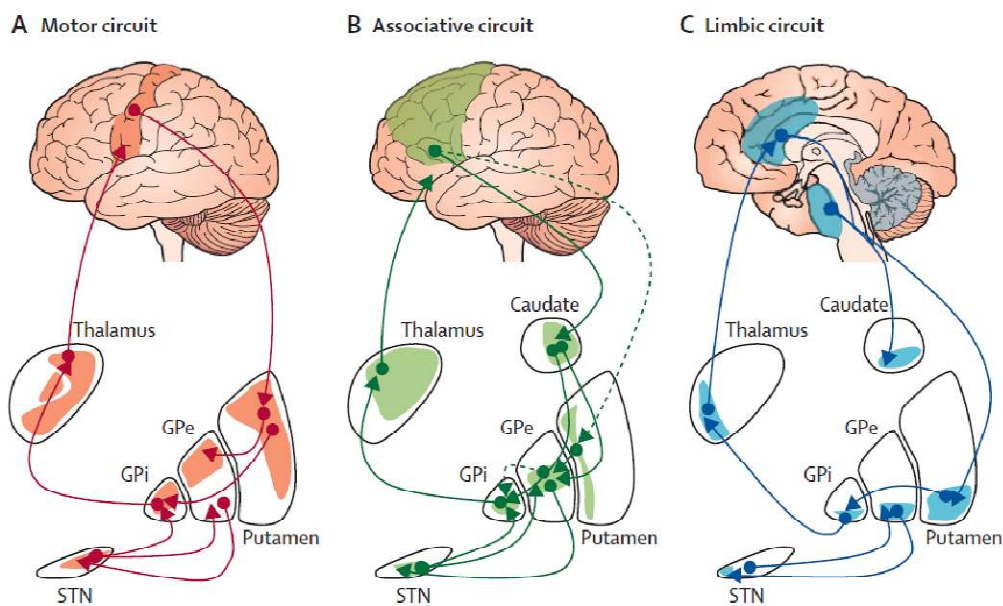 A Motor circuit
B Associative circuit
C Limbic circuit
Thalamus
GPe
GPi
Putamen
STN
Caudate
Thalamus
GPe
GPi
Putamen
STN
Caudate
Thalamus
GPe
GPi
Putamen
STN